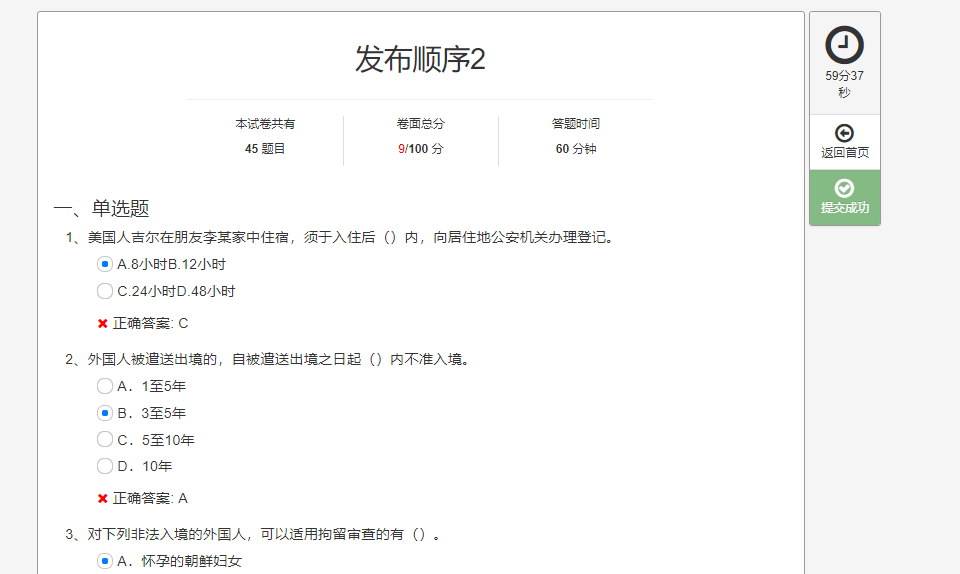 发布顺序2
本试卷共有
45 题目
卷面总分
9/100 分
答题时间
60 分钟
59分37
秒
返回首页
提交成功
一、单选题
1、美国人吉尔在朋友李某家中住宿，须于入住后（）内，向居住地公安机关办理登记。
A.8小时B.12小时
C.24小时D.48小时
正确答案: C
2、外国人被遣送出境的，自被遣送出境之日起（）内不准入境。
A．1至5年
B．3至5年
C．5至10年
D．10年
正确答案: A
3、对下列非法入境的外国人，可以适用拘留审查的有（）。
A．怀孕的朝鲜妇女